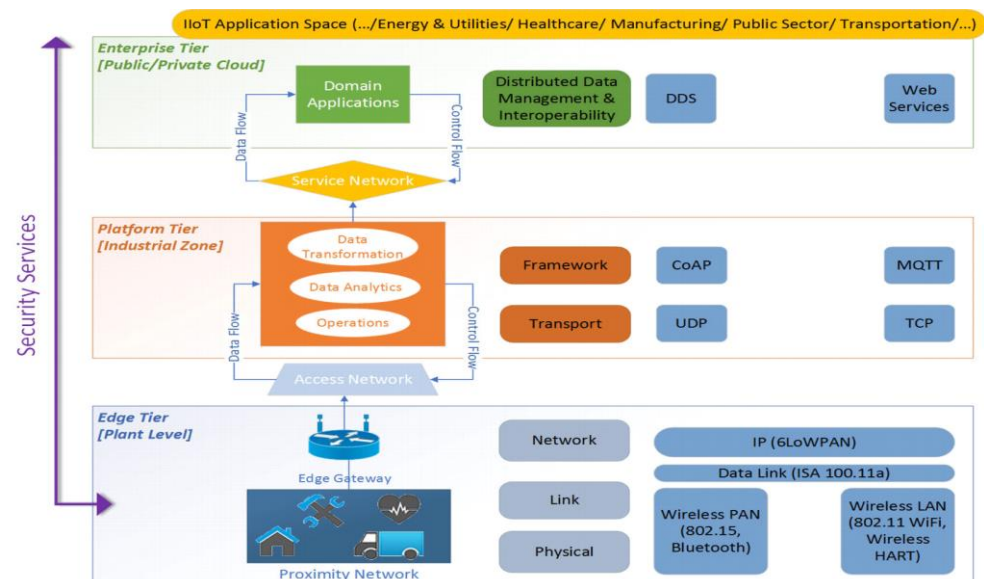 IIoT Application Space (.../Energy & Utilities/ Healthcare/ Manufacturing/ Public Sector/ Transportation/...)
Security Services
Enterprise Tier
[Public/Private Cloud]
Domain
Applications
Data Flow
Control Flow
Distributed Data
Management &
Interoperability
DDS
Web
Services
Service Network
Platform Tier
[Industrial Zone]
Data
Transformation
Data Analytics
Operations
Data Flow
Control Flow
Framework
CoAP
MQTT
Transport
UDP
TCP
Access Network
Edge Tier
[Plant Level]
Edge Gateway
Proximity Network
Network
IP (6LoWPAN)
Data Link (ISA 100.11a)
Link
Physical
Wireless PAN
(802.15,
Bluetooth)
Wireless LAN
(802.11 WiFi,
Wireless
HART)